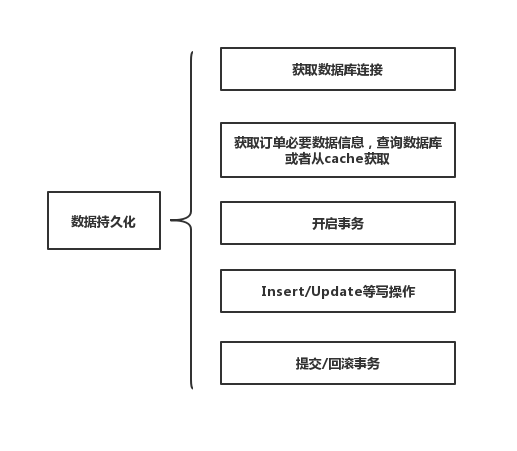 获取数据库连接
获取订单必要数据信息，查询数据库
或者从cache获取
数据持久化
开启事务
Insert/Update等写操作
提交/回滚事务